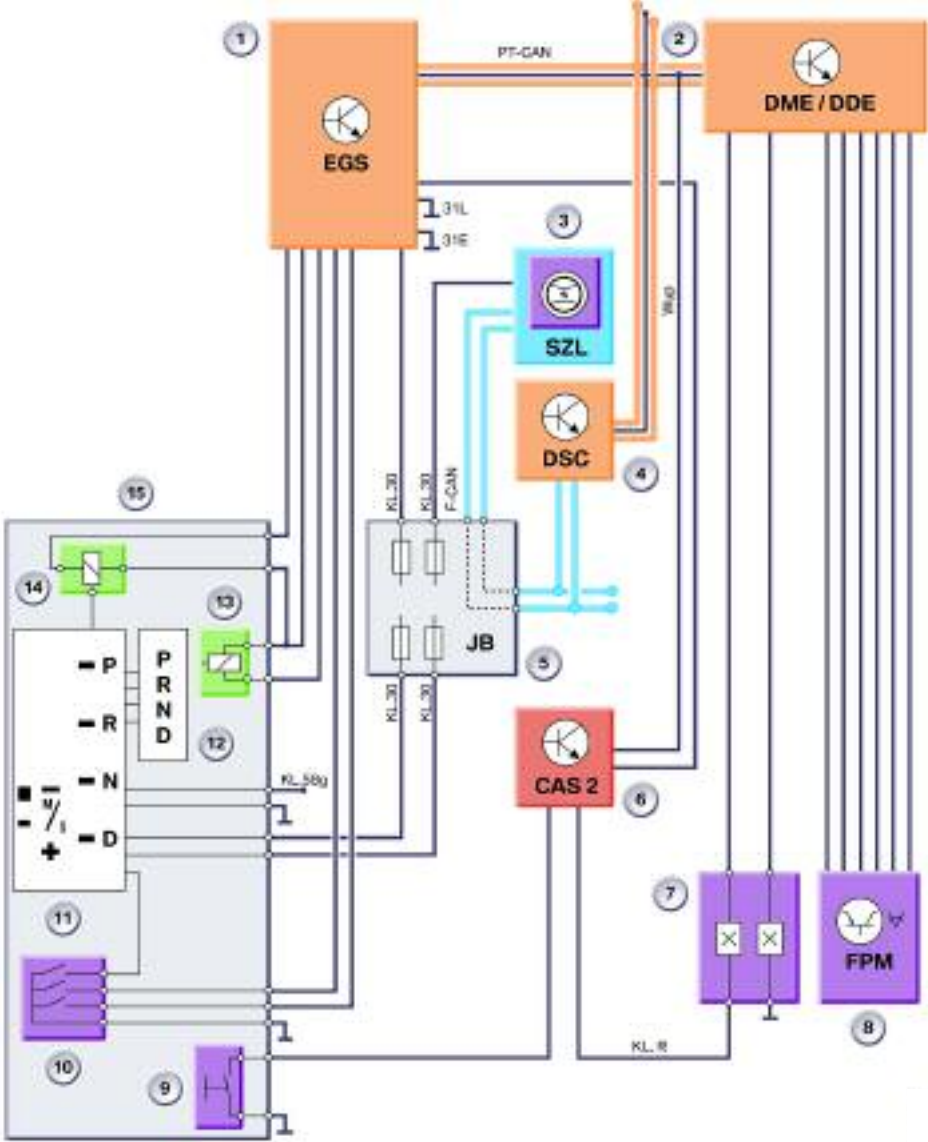 1
PT-CAN
2
EGS
DME / DDE
31L
31E
3
SZL
Wup
DSC
4
KL.30
KL.30
F-CAN
15
14
13
JB
5
P
R
N
D
P
R
N
D
12
KL.30
KL.30
KL.58g
M/S
CAS 2
6
11
7
FPM
8
10
9
KL. R